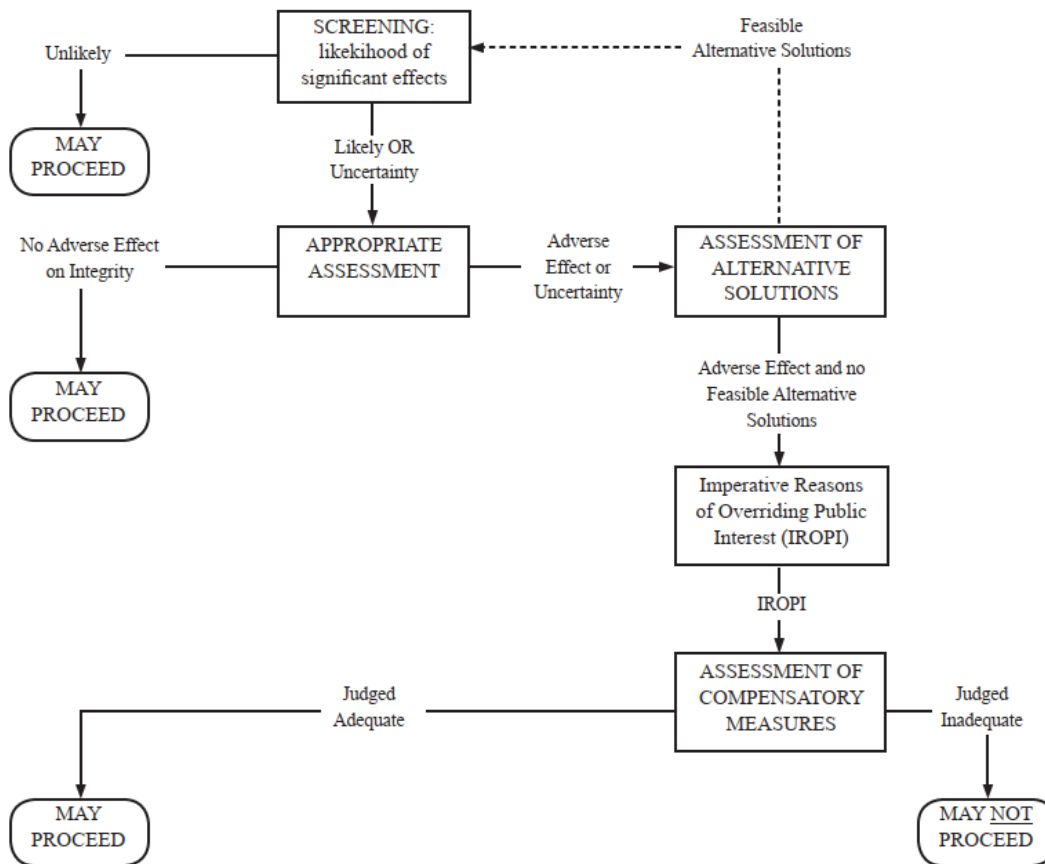 SCREENING:
likekihood of
significant effects
Unlikely
Feasible
Alternative Solutions
MAY
PROCEED
Likely OR
Uncertainty
No Adverse Effect
on Integrity
APPROPRIATE
ASSESSMENT
Adverse
Effect or
Uncertainty
ASSESSMENT OF
ALTERNATIVE
SOLUTIONS
MAY
PROCEED
Adverse Effect and no
Feasible Alternative
Solutions
Imperative Reasons
of Overriding Public
Interest (IROPI)
IROPI
ASSESSMENT OF
COMPENSATORY
MEASURES
Judged
Adequate
Judged
Inadequate
MAY
PROCEED
MAY NOT
PROCEED